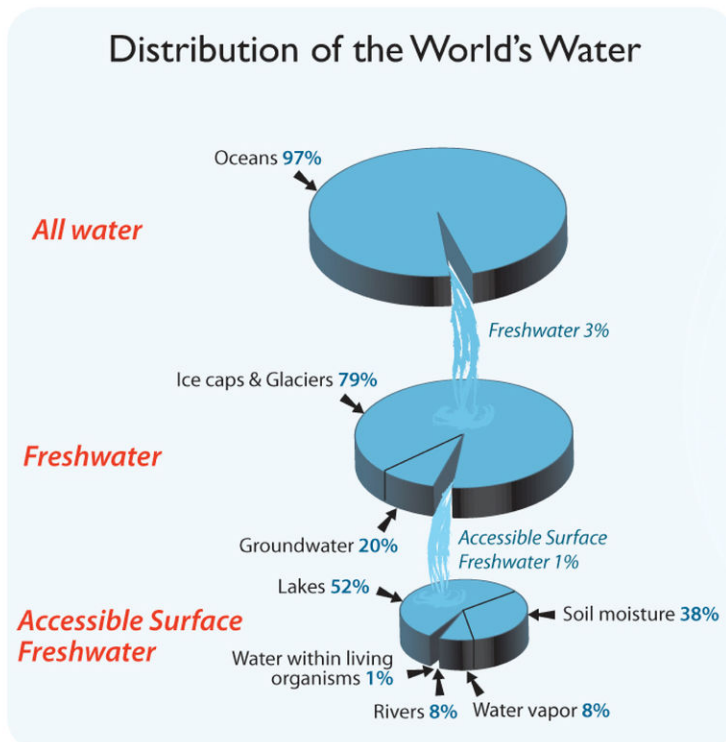 Distribution of the World's Water
Oceans 97%
All water
Freshwater 3%
Ice caps & Glaciers 79%
Freshwater
Groundwater 20%
Accessible Surface
Freshwater 1%
Lakes 52%
Soil moisture 38%
Accessible Surface
Freshwater
Water within living
organisms 1%
Rivers 8%
Water vapor 8%